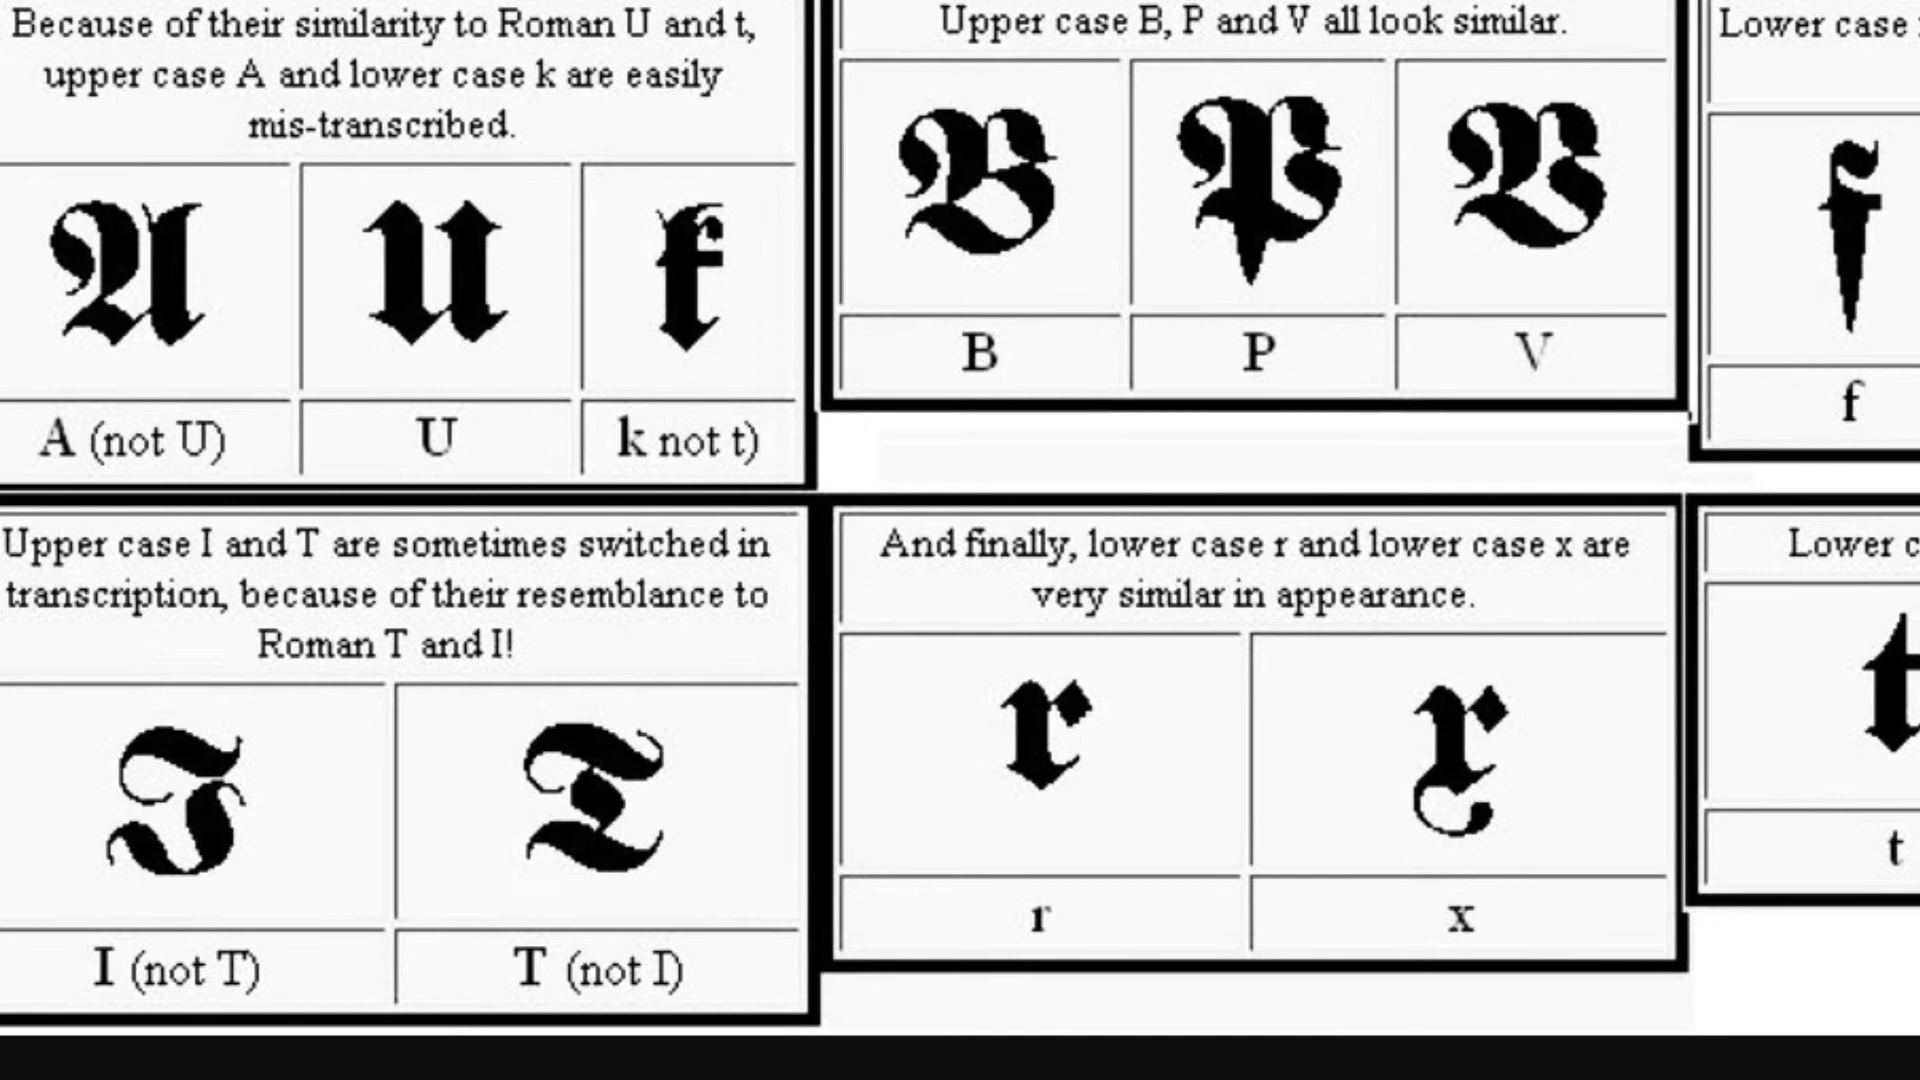 Because of their similarity to Roman U and t,
upper case A and lower case k are easily
mis-transcribed.
A U k
A (not U) U k not t)
Upper case B, P and V all look similar.
B P V
B P V
Lower case
f
f
Upper case I and T are sometimes switched in
transcription, because of their resemblance to
Roman T and I!
I T
I (not T) T (not I)
And finally, lower case r and lower case x are
very similar in appearance.
r x
r x
Lower c
t
t